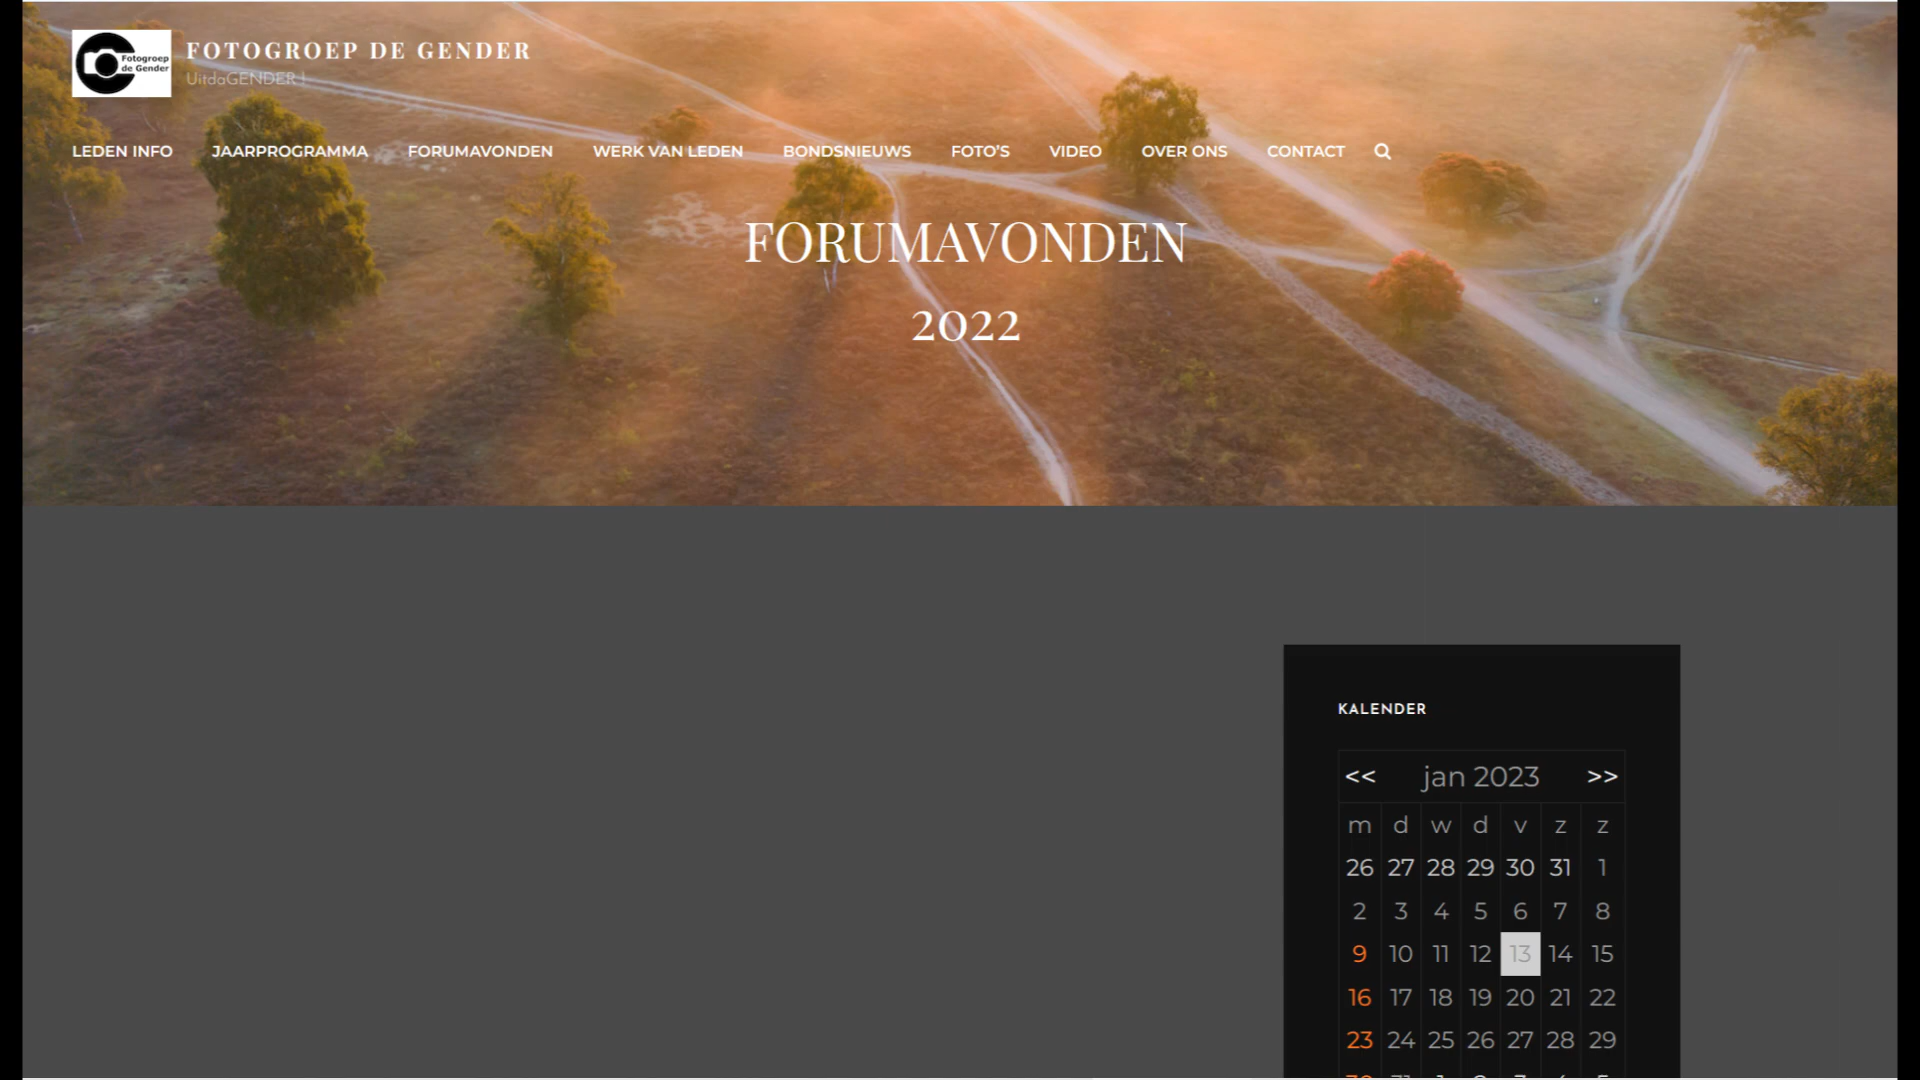 Fotogroep
de Gender
FOTOGROEP DE GENDER
UitdaGENDER !
LEDEN INFO JAARPROGRAMMA FORUMAVONDEN WERK VAN LEDEN BONDSNIEUWS FOTO'S VIDEO OVER ONS CONTACT
FORUMAVONDEN
2022
KALENDER
<< jan 2023 >>
m d w d v z z
26 27 28 29 30 31 1
2 3 4 5 6 7 8
9 10 11 12 13 14 15
16 17 18 19 20 21 22
23 24 25 26 27 28 29